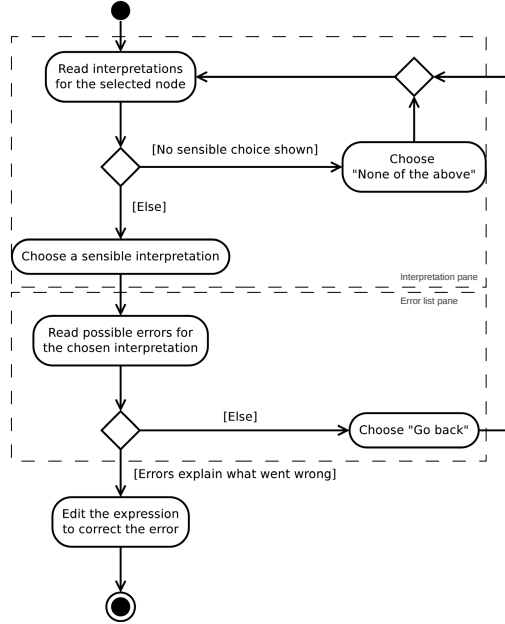 Read interpretations
for the selected node
[No sensible choice shown]
Choose
"None of the above"
[Else]
Choose a sensible interpretation
Interpretation pane
Error list pane
Read possible errors for
the chosen interpretation
[Else]
Choose "Go back"
[Errors explain what went wrong]
Edit the expression
to correct the error